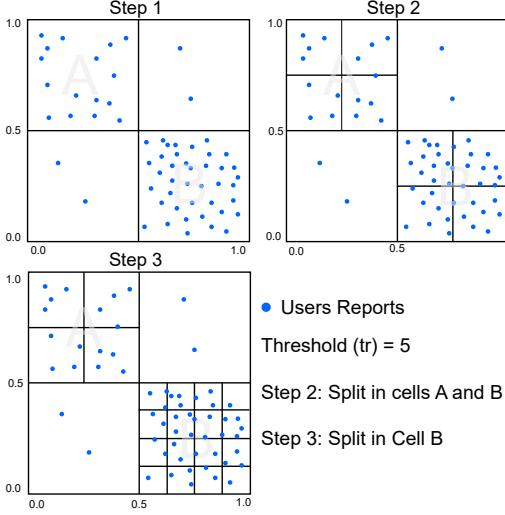 Step 1
Step 2
1.0
1.0
A
A
0.5
0.5
B
B
0.0
0.0
0.0
1.0
0.0
0.5
Step 3
1.0
A
Users Reports
Threshold (tr) = 5
0.5
Step 2: Split in cells A and B
B
Step 3: Split in Cell B
0.0
0.0
0.5
1.0